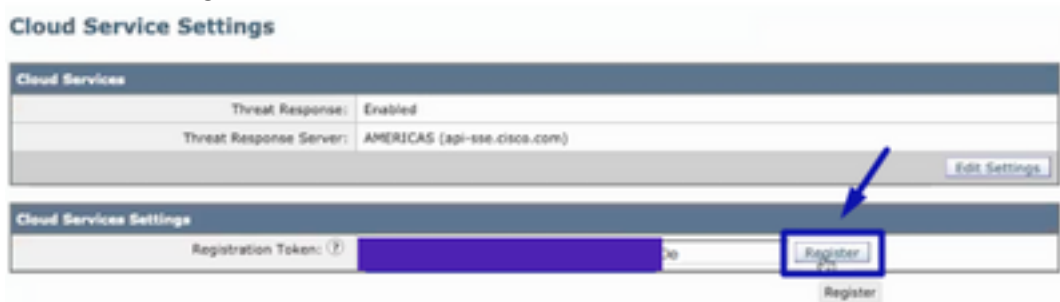 Cloud Service Settings
Cloud Services
Threat Response: Enabled
Threat Response Server: AMERICAS (api-sse.cisco.com)
Edit Settings
Cloud Services Settings
Registration Token: ? Register
Register